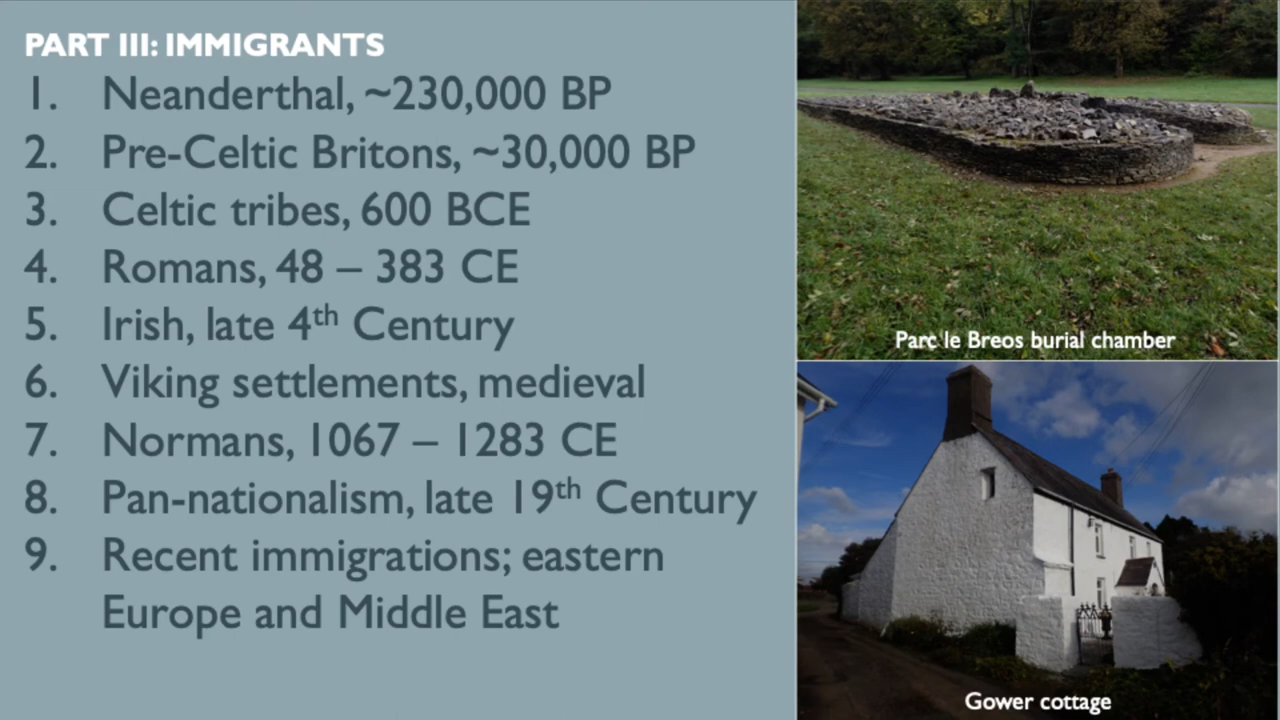 PART III: IMMIGRANTS
1. Neanderthal, ~230,000 BP
2. Pre-Celtic Britons, ~30,000 BP
3. Celtic tribes, 600 BCE
4. Romans, 48 – 383 CE
5. Irish, late 4th Century
6. Viking settlements, medieval
7. Normans, 1067 – 1283 CE
8. Pan-nationalism, late 19th Century
9. Recent immigrations; eastern
Europe and Middle East
Parc le Breos burial chamber
Gower cottage